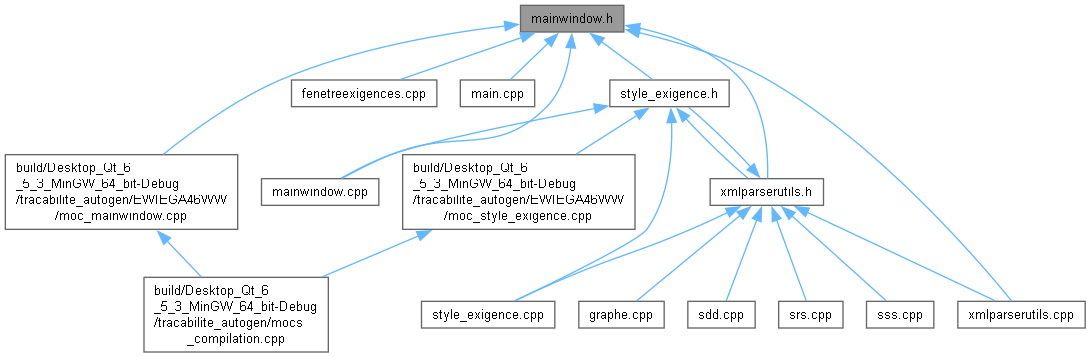 mainwindow.h
fenetreexigences.cpp
main.cpp
style_exigence.h
build/Desktop_Qt_6
_5_3_MinGW_64_bit-Debug
/tracabilite_autogen/EWIEGA46WW
/moc_mainwindow.cpp
mainwindow.cpp
build/Desktop_Qt_6
_5_3_MinGW_64_bit-Debug
/tracabilite_autogen/EWIEGA46WW
/moc_style_exigence.cpp
xmlparserutils.h
build/Desktop_Qt_6
_5_3_MinGW_64_bit-Debug
/tracabilite_autogen/mocs
_compilation.cpp
style_exigence.cpp
graphe.cpp
sdd.cpp
srs.cpp
sss.cpp
xmlparserutils.cpp